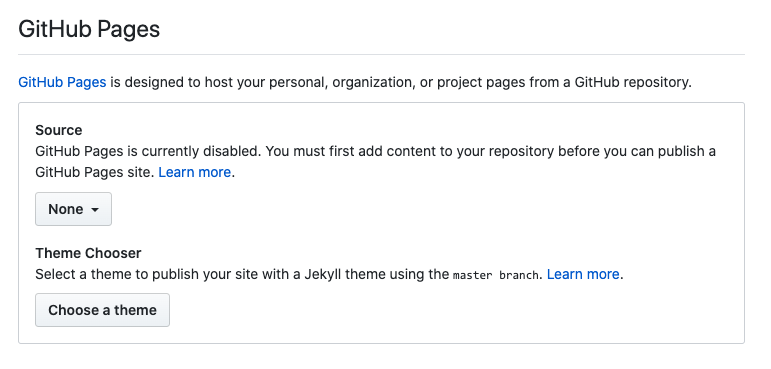 GitHub Pages
GitHub Pages is designed to host your personal, organization, or project pages from a GitHub repository.
Source
GitHub Pages is currently disabled. You must first add content to your repository before you can publish a
GitHub Pages site. Learn more.
None
Theme Chooser
Select a theme to publish your site with a Jekyll theme using the master branch. Learn more.
Choose a theme